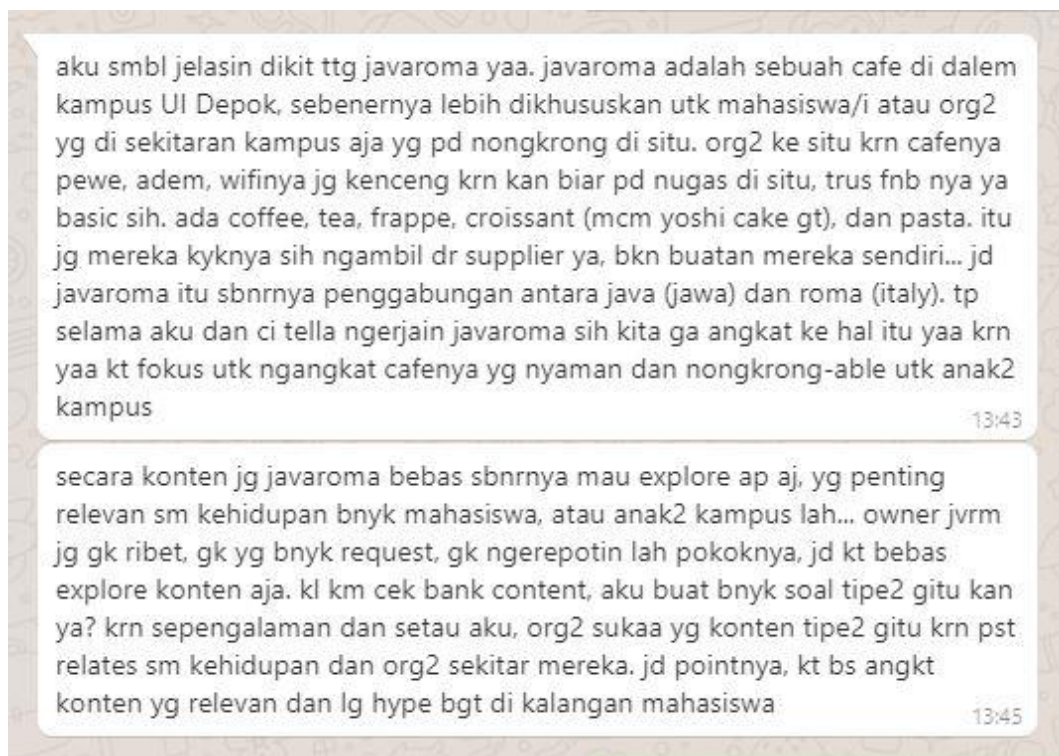 aku smbl jelasin dikit ttg javaroma yaa. javaroma adalah sebuah cafe di dalem
kampus UI Depok, sebenernya lebih dikhususkan utk mahasiswa/i atau org2
yg di sekitaran kampus aja yg pd nongkrong di situ. org2 ke situ krn cafenya
pewe, adem, wifinya jg kenceng krn kan biar pd nugas di situ, trus fnb nya ya
basic sih. ada coffee, tea, frappe, croissant (mcm yoshi cake gt), dan pasta. itu
jg mereka kyknya sih ngambil dr supplier ya, bkn buatan mereka sendiri... jd
javaroma itu sbnrnya penggabungan antara java (jawa) dan roma (italy). tp
selama aku dan ci tella ngerjain javaroma sih kita ga angkat ke hal itu yaa krn
yaa kt fokus utk ngangkat cafenya yg nyaman dan nongkrong-able utk anak2
kampus
13:43
secara konten jg javaroma bebas sbnrnya mau explore ap aj, yg penting
relevan sm kehidupan bnyk mahasiswa, atau anak2 kampus lah... owner jvrm
jg gk ribet, gk yg bnyk request, gk ngerepotin lah pokoknya, jd kt bebas
explore konten aja. kl km cek bank content, aku buat bnyk soal tipe2 gitu kan
ya? krn sepengalaman dan setau aku, org2 sukaa yg konten tipe2 gitu krn pst
relates sm kehidupan dan org2 sekitar mereka. jd pointnya, kt bs angkt
konten yg relevan dan lg hype bgt di kalangan mahasiswa
13:45